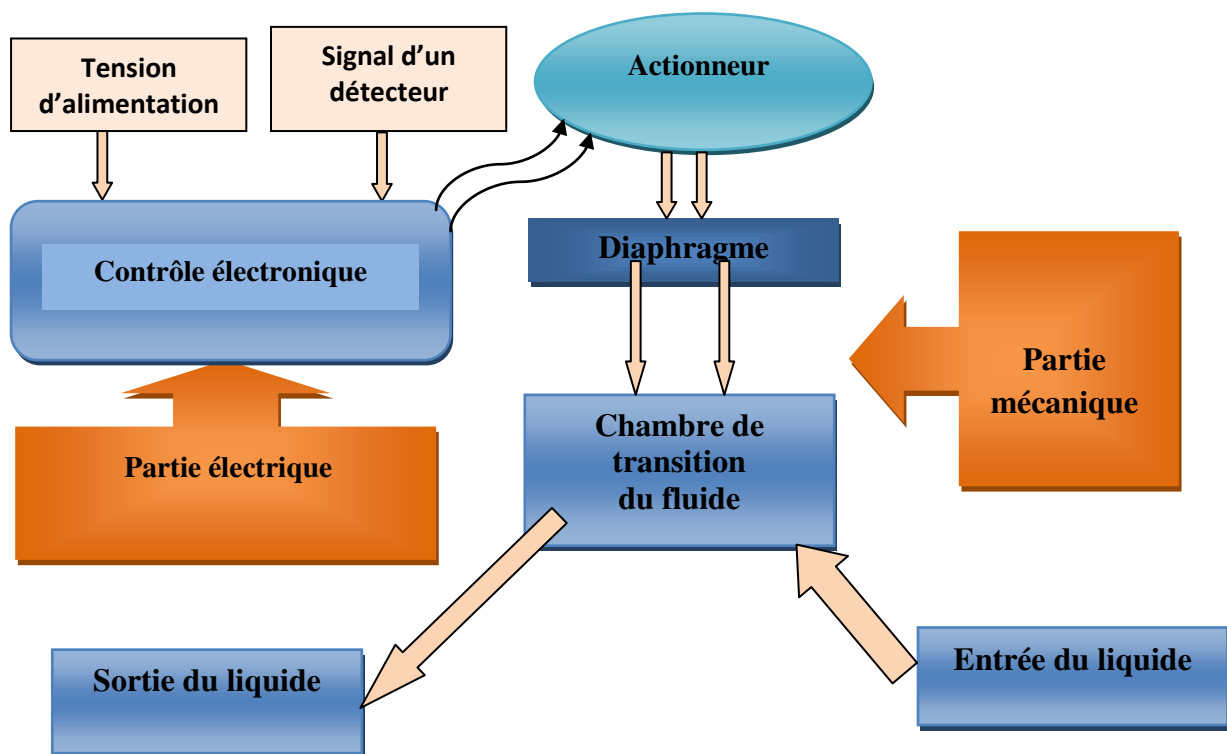 Tension
d'alimentation
Signal d'un
détecteur
Actionneur
Contrôle électronique
Diaphragme
Partie
mécanique
Partie électrique
Chambre de
transition
du fluide
Sortie du liquide
Entrée du liquide